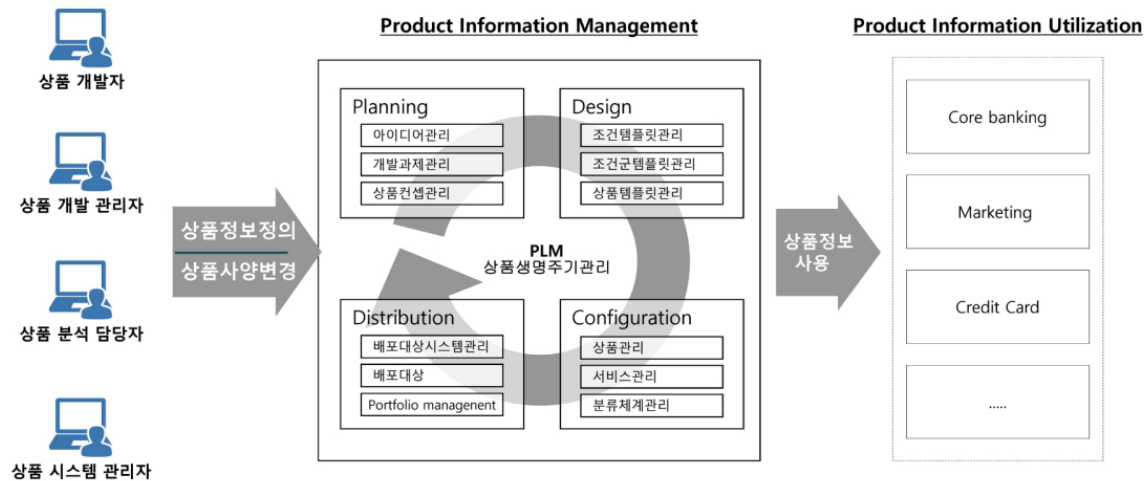 상품 개발자
상품 개발 관리자
상품 분석 담당자
상품 시스템 관리자
상품정보정의
상품사양변경
Product Information Management
Planning
아이디어관리
개발과제관리
상품컨셉관리
Design
조건템플릿관리
조건군템플릿관리
상품템플릿관리
PLM
상품생명주기관리
Distribution
배포대상시스템관리
배포대상
Portfolio managenent
Configuration
상품관리
서비스관리
분류체계관리
상품정보
사용
Product Information Utilization
Core banking
Marketing
Credit Card
.....